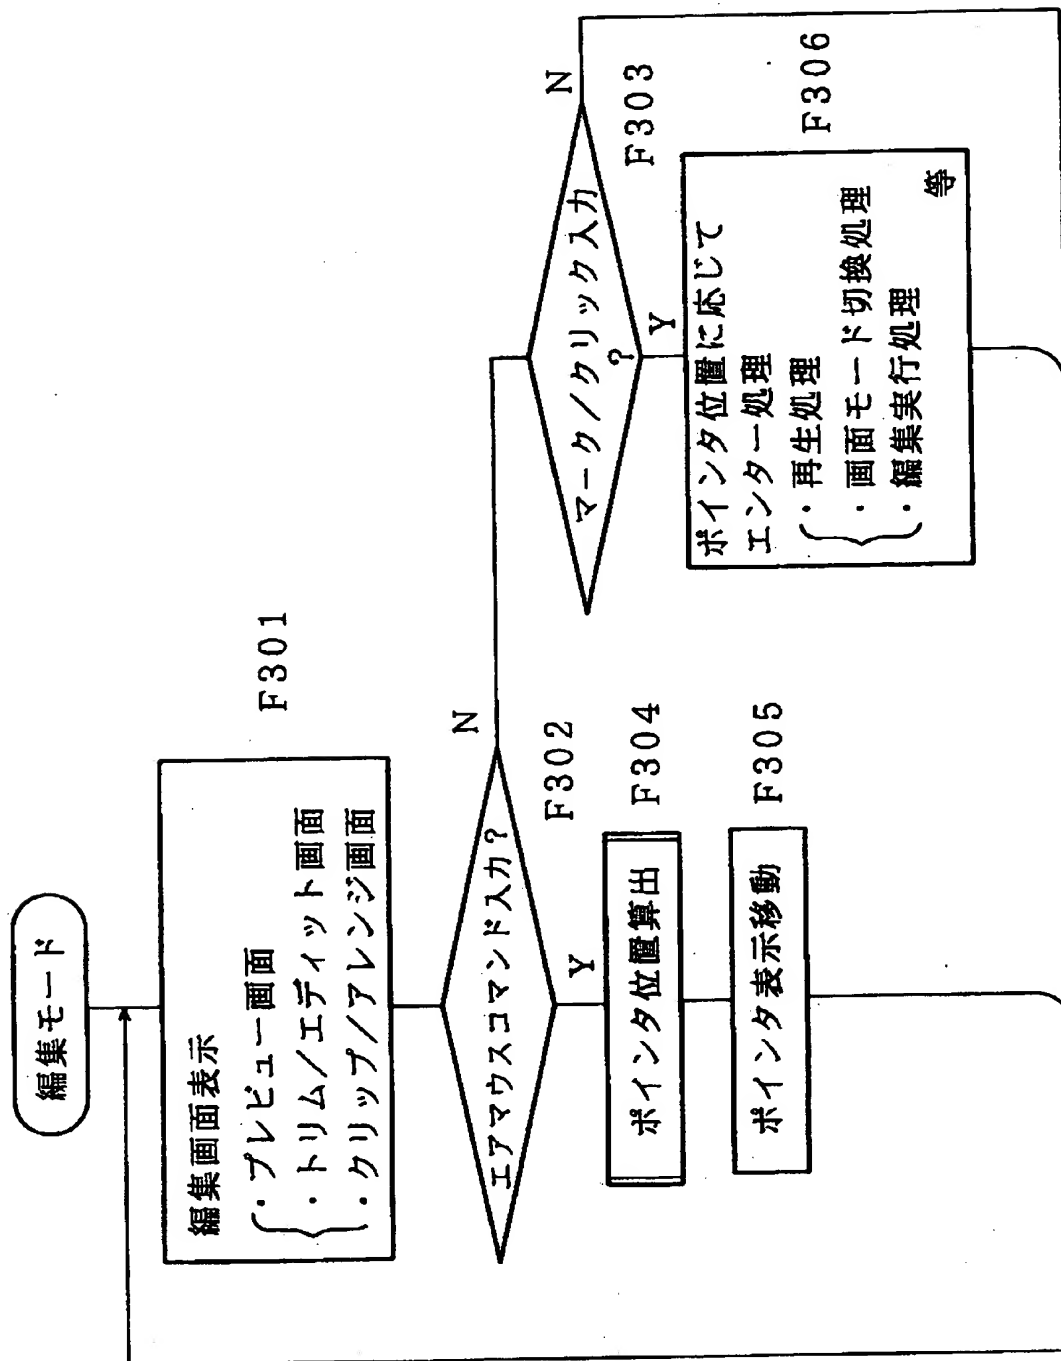 編集モード
編集画面表示
・プレビュー画面
・トリム/エディット画面
・クリップ/アレンジ画面
F301
エアマウスコマンド入力?
N
F302
Y
ポインタ位置算出
F304
ポインタ表示移動
F305
マーク/クリック入力
?
N
F303
Y
ポインタ位置に応じて
エンター処理
・再生処理
・画面モード切換処理
・編集実行処理
等
F306